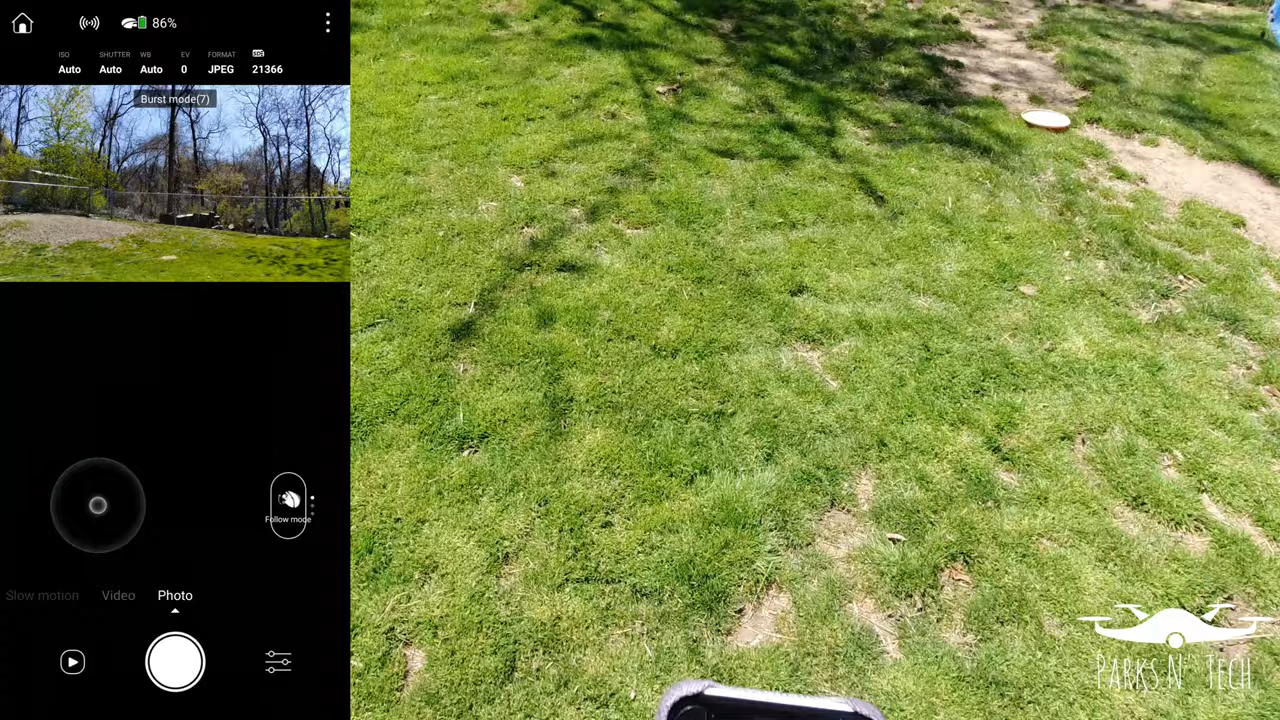 86%
ISO SHUTTER WB EV FORMAT
Auto Auto Auto 0 JPEG 21366
Burst mode(7)
Follow mode
Slow motion Video Photo
PARKS N' TECH